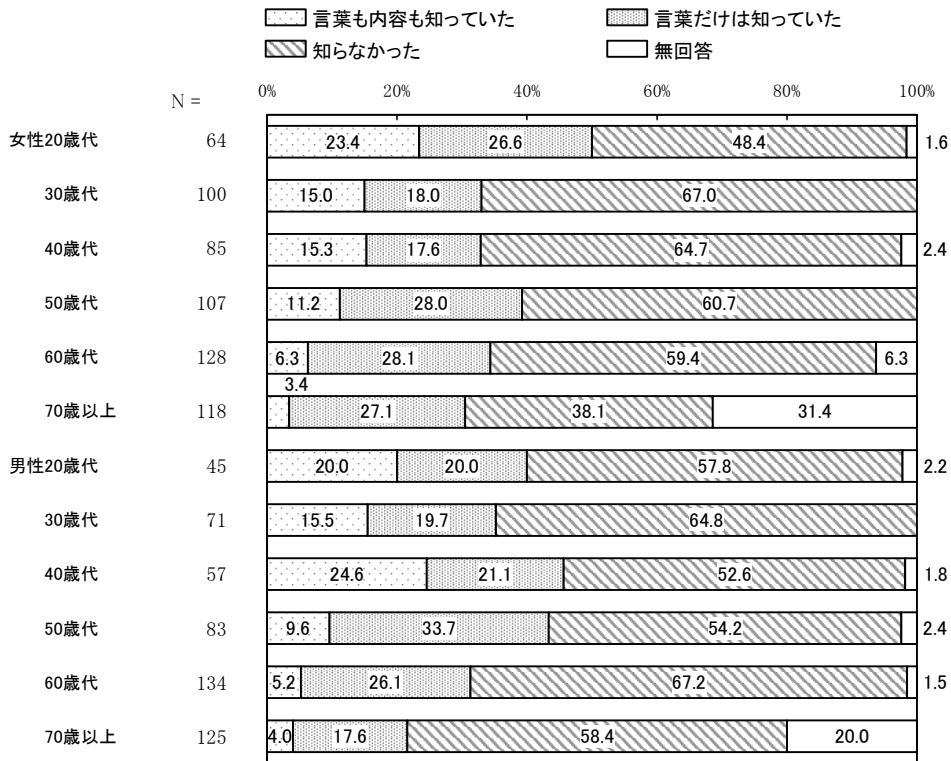 言葉も内容も知っていた 言葉だけは知っていた
知らなかった 無回答
N = 0% 20% 40% 60% 80% 100%
女性20歳代 64 23.4 26.6 48.4 1.6
30歳代 100 15.0 18.0 67.0
40歳代 85 15.3 17.6 64.7 2.4
50歳代 107 11.2 28.0 60.7
60歳代 128 6.3 28.1 59.4 6.3
3.4
70歳以上 118 27.1 38.1 31.4
男性20歳代 45 20.0 20.0 57.8 2.2
30歳代 71 15.5 19.7 64.8
40歳代 57 24.6 21.1 52.6 1.8
50歳代 83 9.6 33.7 54.2 2.4
60歳代 134 5.2 26.1 67.2 1.5
70歳以上 125 4.0 17.6 58.4 20.0